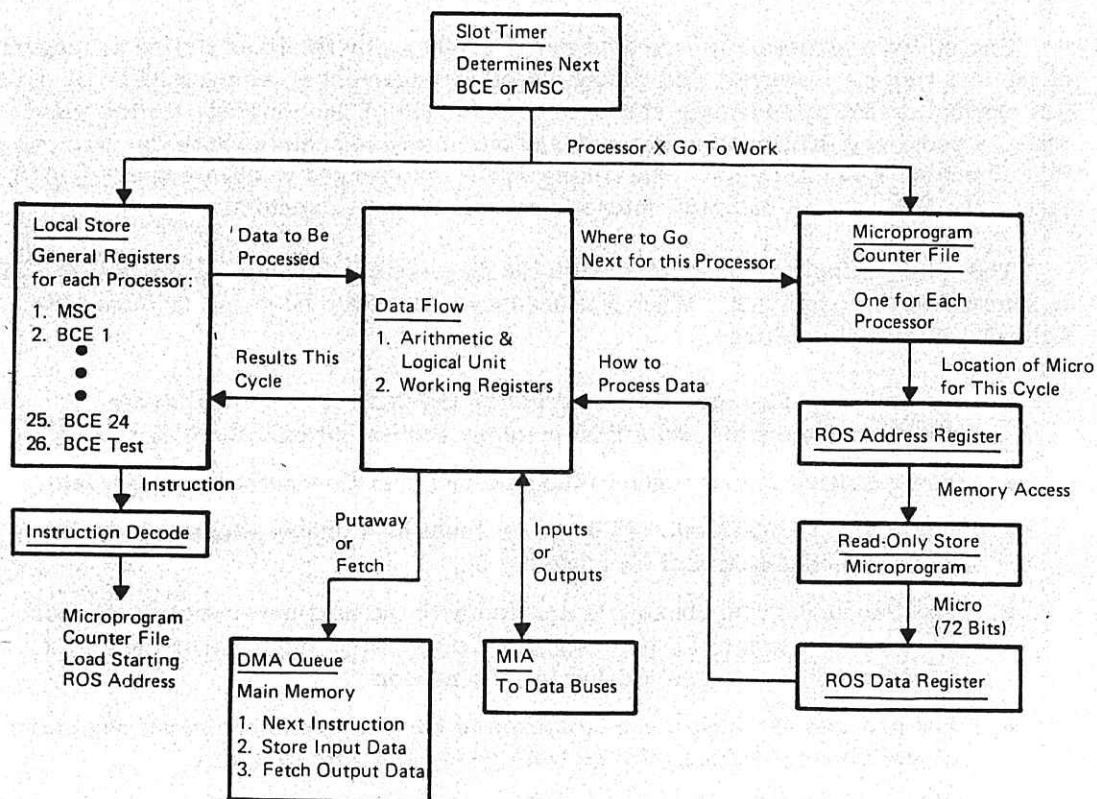 Slot Timer
Determines Next
BCE or MSC
Processor X Go To Work
Local Store
General Registers
for each Processor:
1. MSC
2. BCE 1
25. BCE 24
26. BCE Test
Data to Be
Processed
Results This
Cycle
Data Flow
1. Arithmetic &
Logical Unit
2. Working Registers
Where to Go
Next for this Processor
How to
Process Data
Microprogram
Counter File
One for Each
Processor
Location of Micro
for This Cycle
ROS Address Register
Memory Access
Read-Only Store
Microprogram
Micro
(72 Bits)
ROS Data Register
Instruction
Instruction Decode
Microprogram
Counter File
Load Starting
ROS Address
Putaway
or
Fetch
Inputs
or
Outputs
DMA Queue
Main Memory
1. Next Instruction
2. Store Input Data
3. Fetch Output Data
MIA
To Data Buses